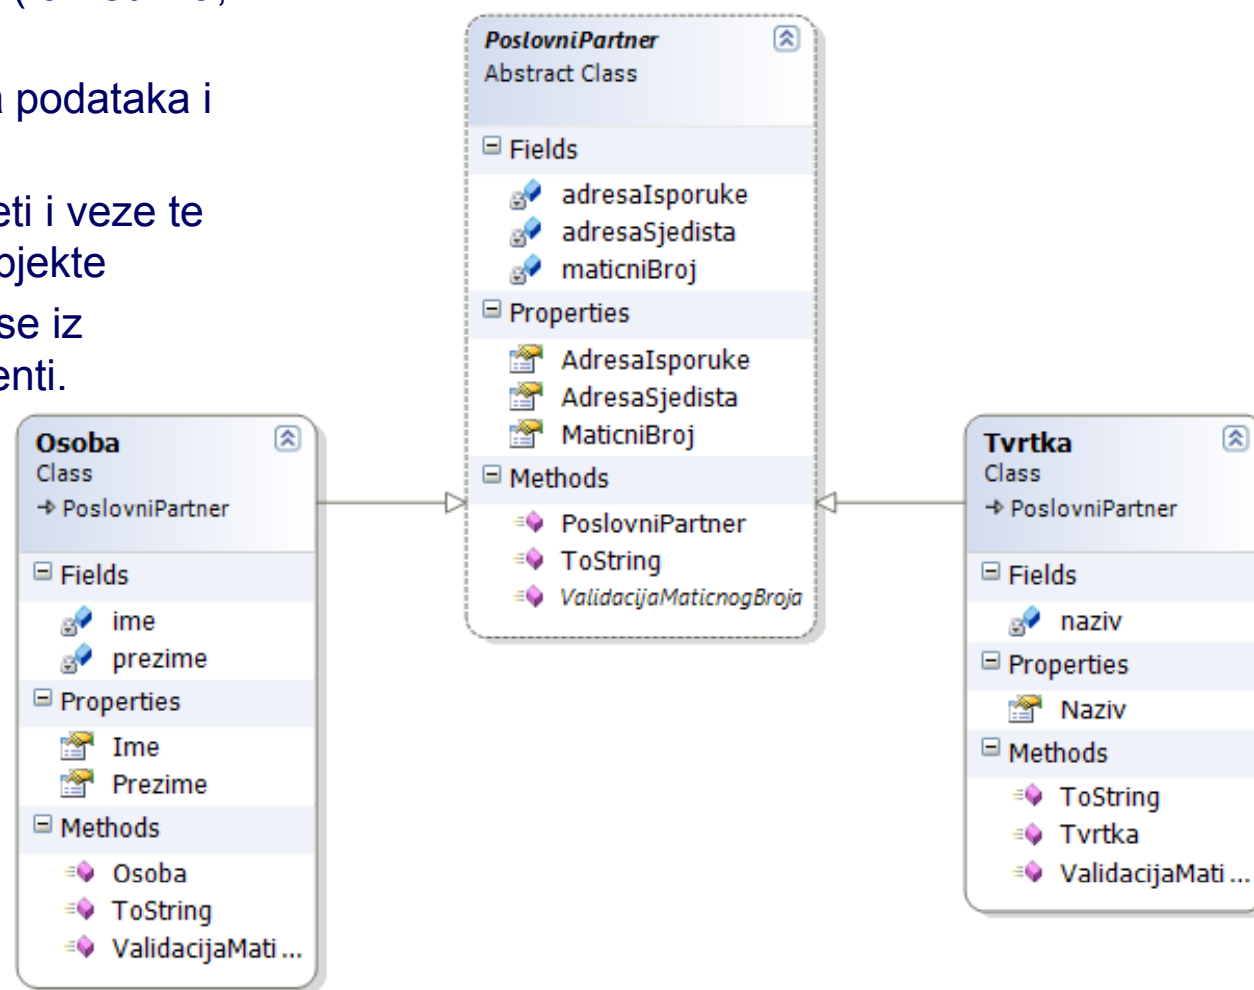 a podataka i
eti i veze te
bjekte
se iz
enti.
PoslovniPartner
Abstract Class
Fields
adresaIsporuke
adresaSjedista
maticniBroj
Properties
AdresaIsporuke
AdresaSjedista
MaticniBroj
Methods
PoslovniPartner
ToString
ValidacijaMaticnogBroja
Osoba
Class
PoslovniPartner
Fields
ime
prezime
Properties
Ime
Prezime
Methods
Osoba
ToString
ValidacijaMati...
Tvrtka
Class
PoslovniPartner
Fields
naziv
Properties
Naziv
Methods
ToString
Tvrtka
ValidacijaMati...